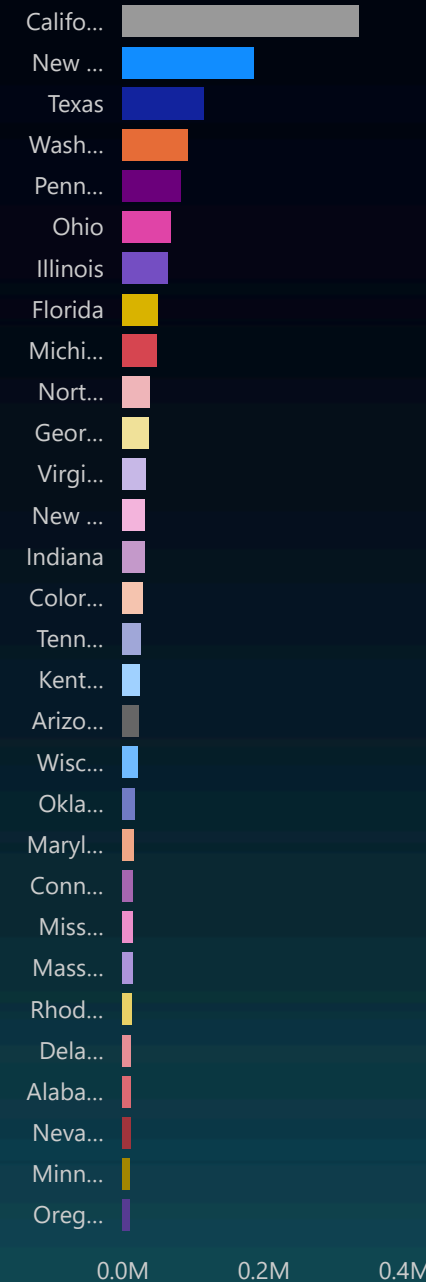 Califo...
New ...
Texas
Wash...
Penn...
Ohio
Illinois
Florida
Michi...
Nort...
Geor...
Virgi...
New ...
Indiana
Color...
Tenn...
Kent...
Arizo...
Wisc...
Okla...
Maryl...
Conn...
Miss...
Mass...
Rhod...
Dela...
Alaba...
Neva...
Minn...
Oreg...
0.0M 0.2M 0.4M